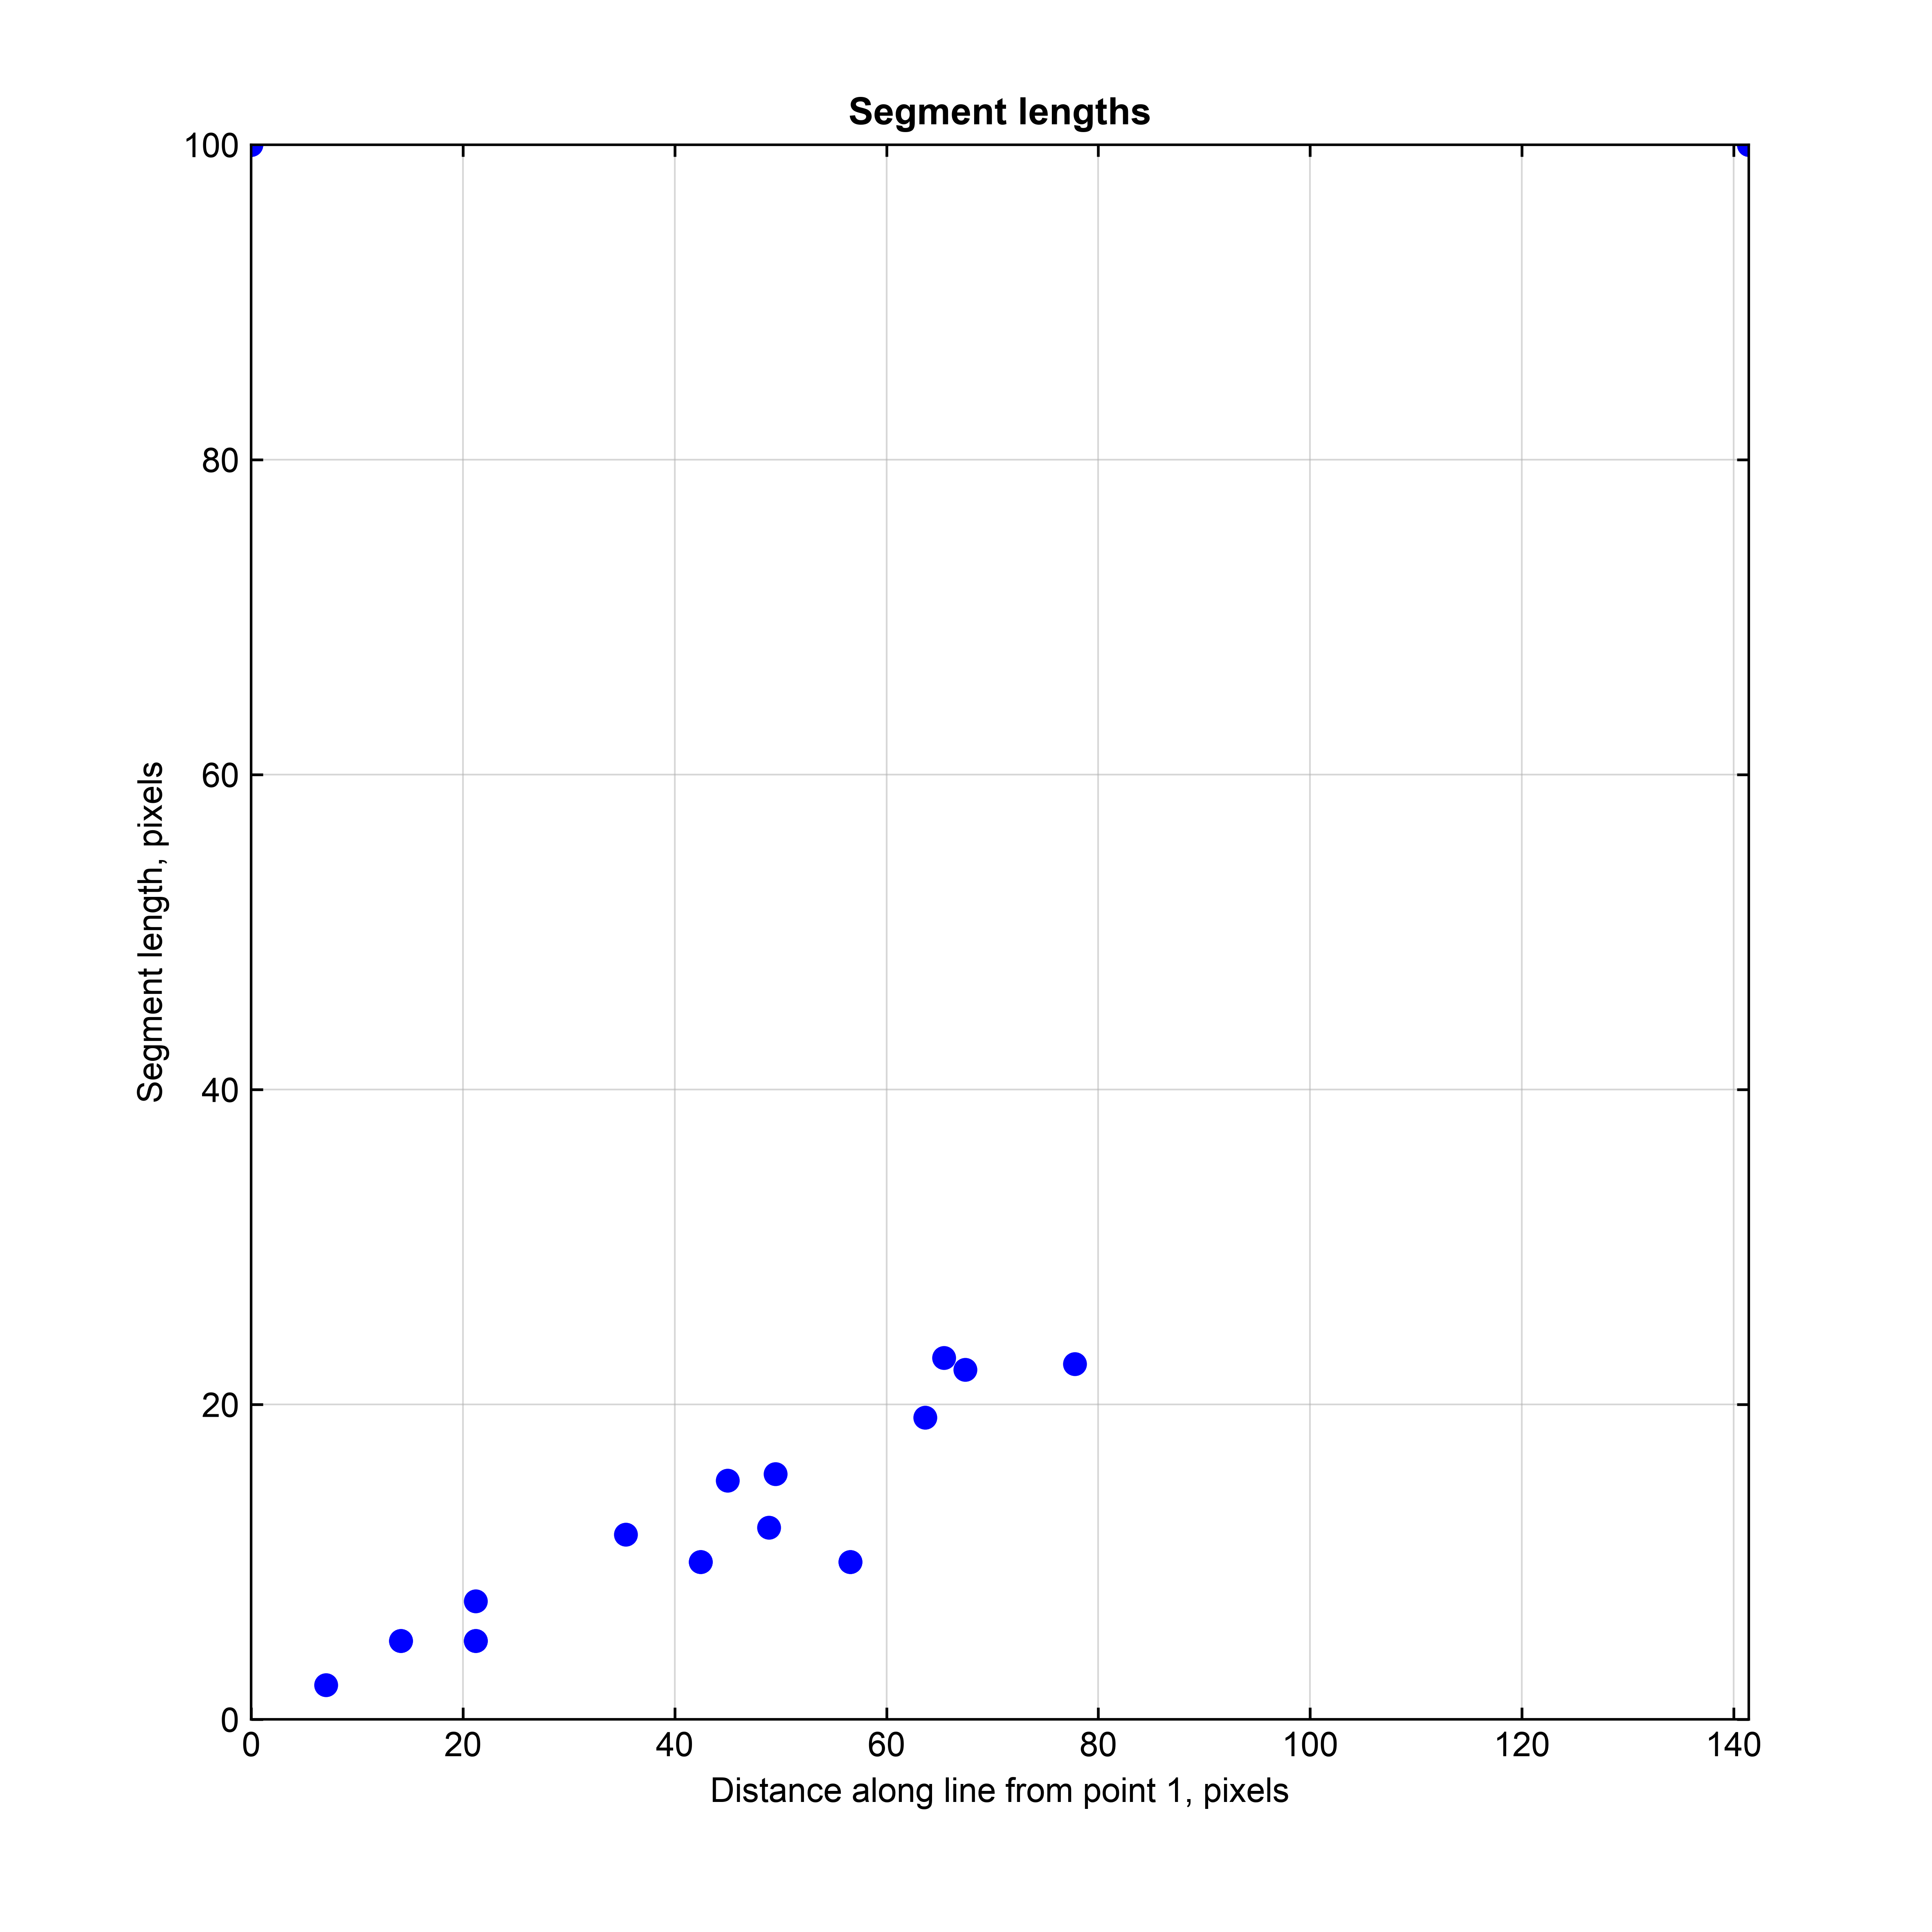 Segment lengths
100
80
60
40
20
0
Segment length, pixels
0 20 40 60 80 100 120 140
Distance along line from point 1, pixels